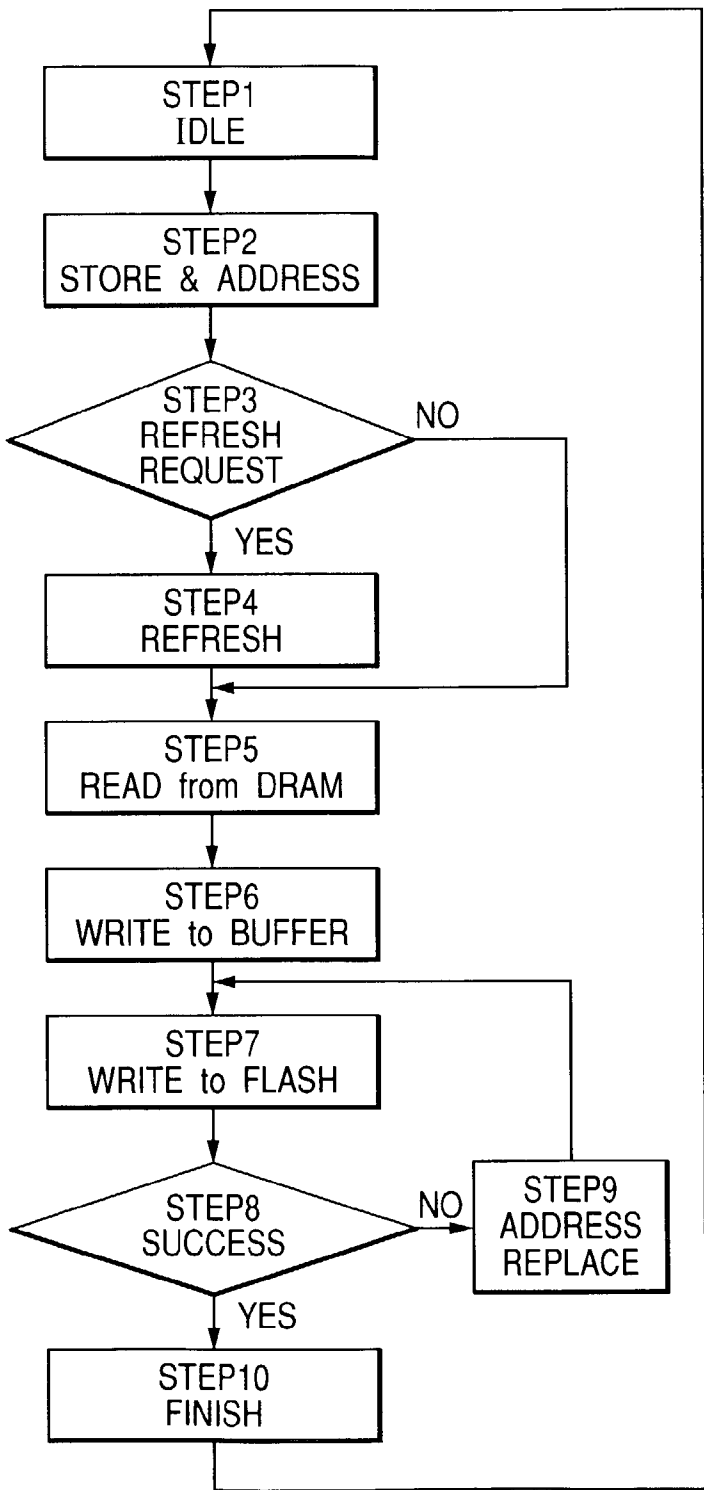 STEP1
IDLE
STEP2
STORE & ADDRESS
STEP3
REFRESH
REQUEST
NO
YES
STEP4
REFRESH
STEP5
READ from DRAM
STEP6
WRITE to BUFFER
STEP7
WRITE to FLASH
STEP8
SUCCESS
NO
STEP9
ADDRESS
REPLACE
YES
STEP10
FINISH